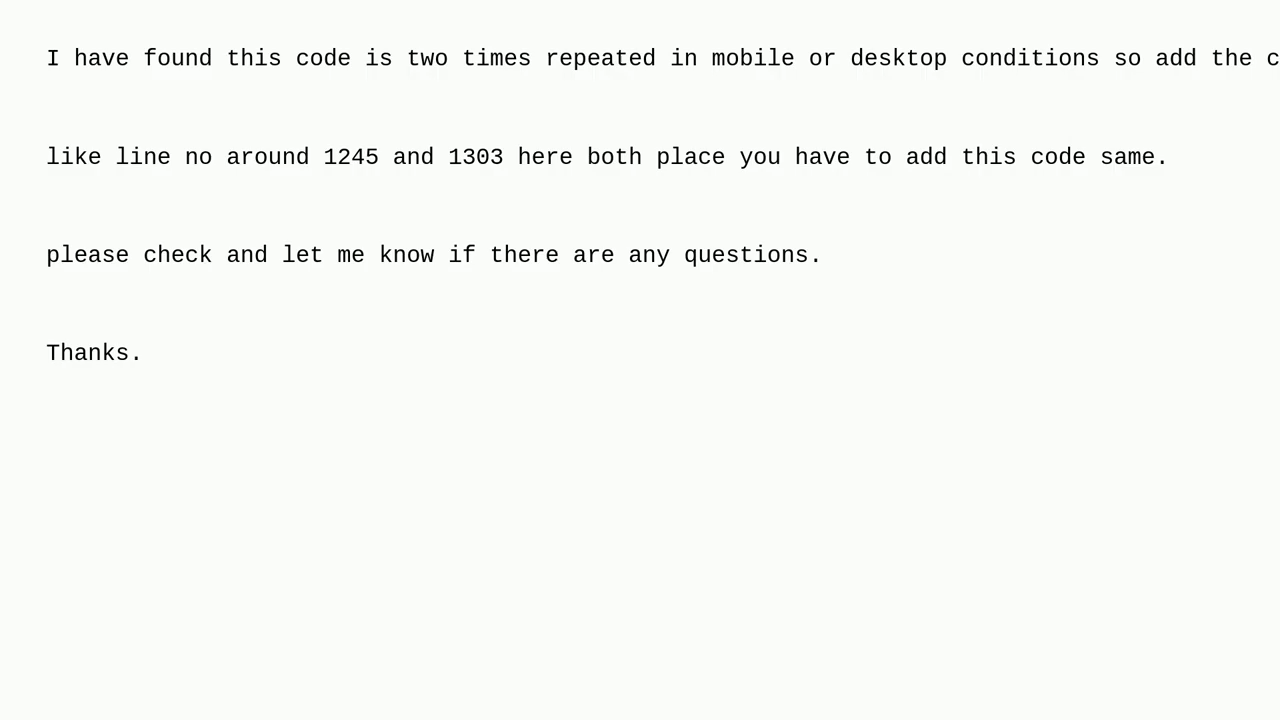 I have found this code is two times repeated in mobile or desktop conditions so add the
like line no around 1245 and 1303 here both place you have to add this code same.
please check and let me know if there are any questions.
Thanks.